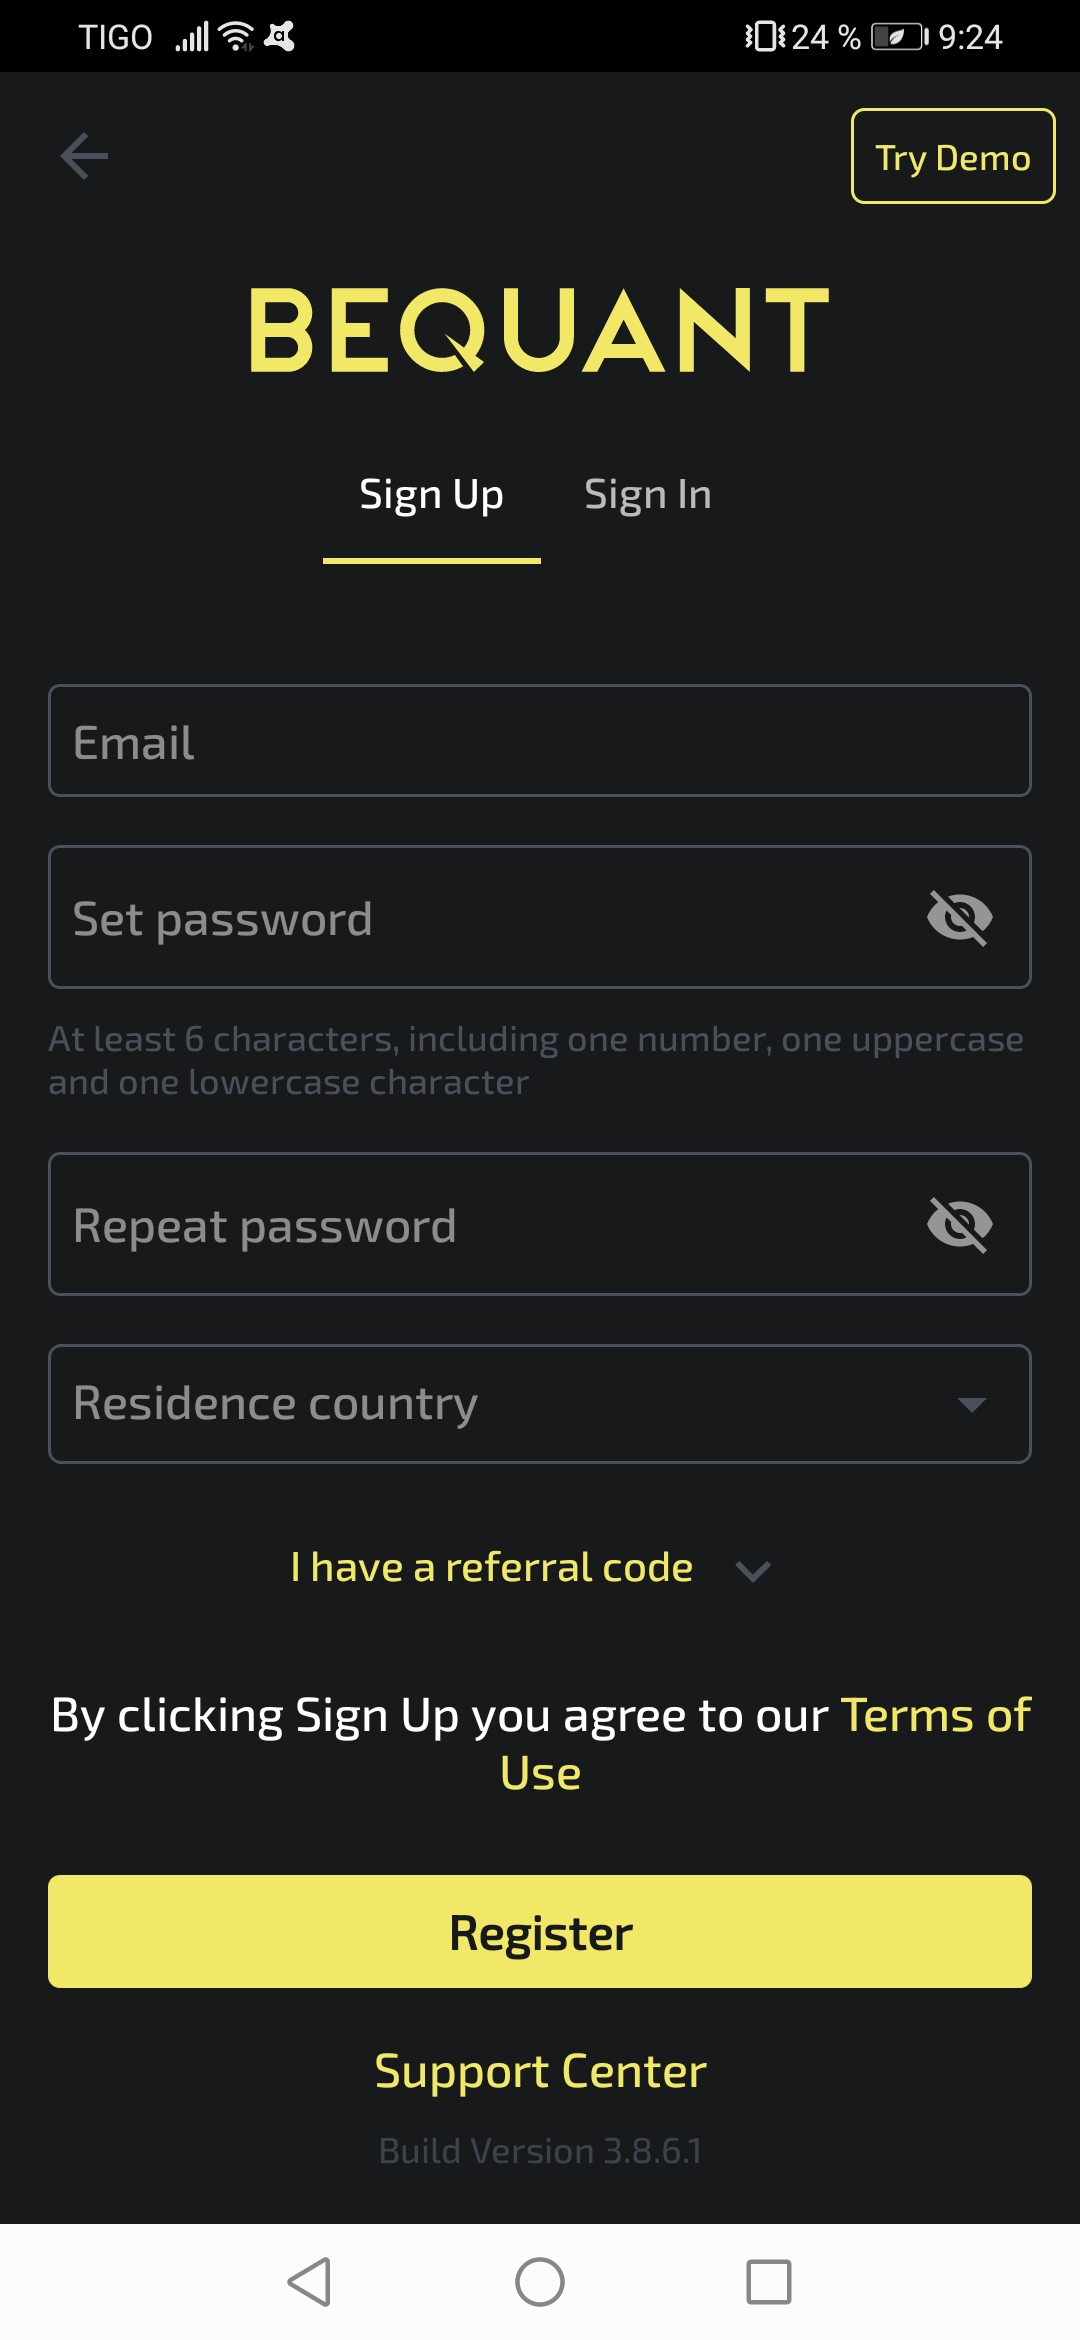 TIGO 24 % 9:24
Try Demo
BEQUANT
Sign Up Sign In
Email
Set password
At least 6 characters, including one number, one uppercase
and one lowercase character
Repeat password
Residence country
I have a referral code
By clicking Sign Up you agree to our Terms of
Use
Register
Support Center
Build Version 3.8.6.1